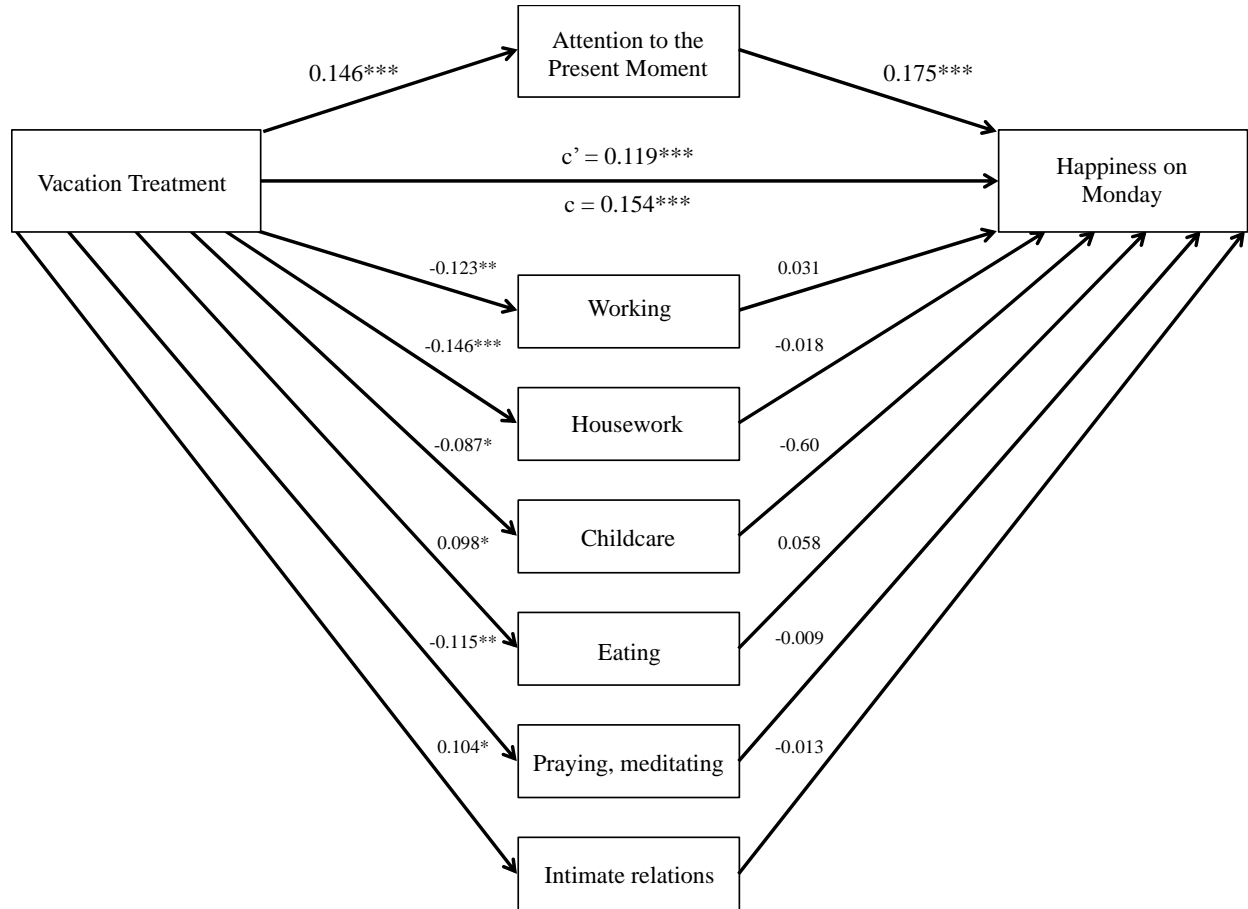 Attention to the
Present Moment
0.146***
0.175***
Vacation Treatment
c’ = 0.119***
c = 0.154***
Happiness on
Monday
-0.123**
Working
0.031
-0.146***
Housework
-0.018
-0.087*
Childcare
-0.60
0.098*
Eating
0.058
-0.115**
Praying, meditating
-0.009
0.104*
Intimate relations
-0.013